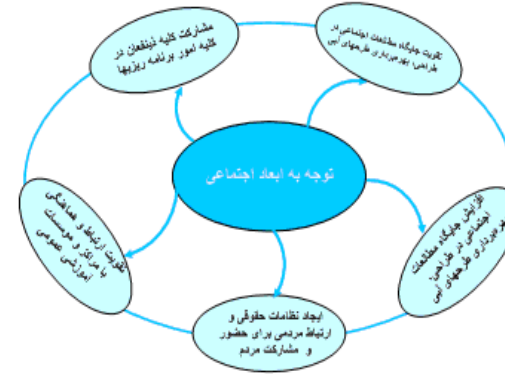 توجه به ابعاد اجتماعی
مشارکت کلیه ذینفعان در
کلیه امور برنامه ریزیها
تقویت جایگاه مطالعات اجتماعی در
طراحی، بهره‌برداری طرحهای آبی
افزایش جایگاه مطالعات
اجتماعی در طراحی،
بهره‌برداری طرحهای آبی
ایجاد نظامات حقوقی و
ارتباط مردمی برای حضور
و مشارکت مردم
تقویت ارتباط و هماهنگی
با مراکز و موسسات
آموزشی عمومی